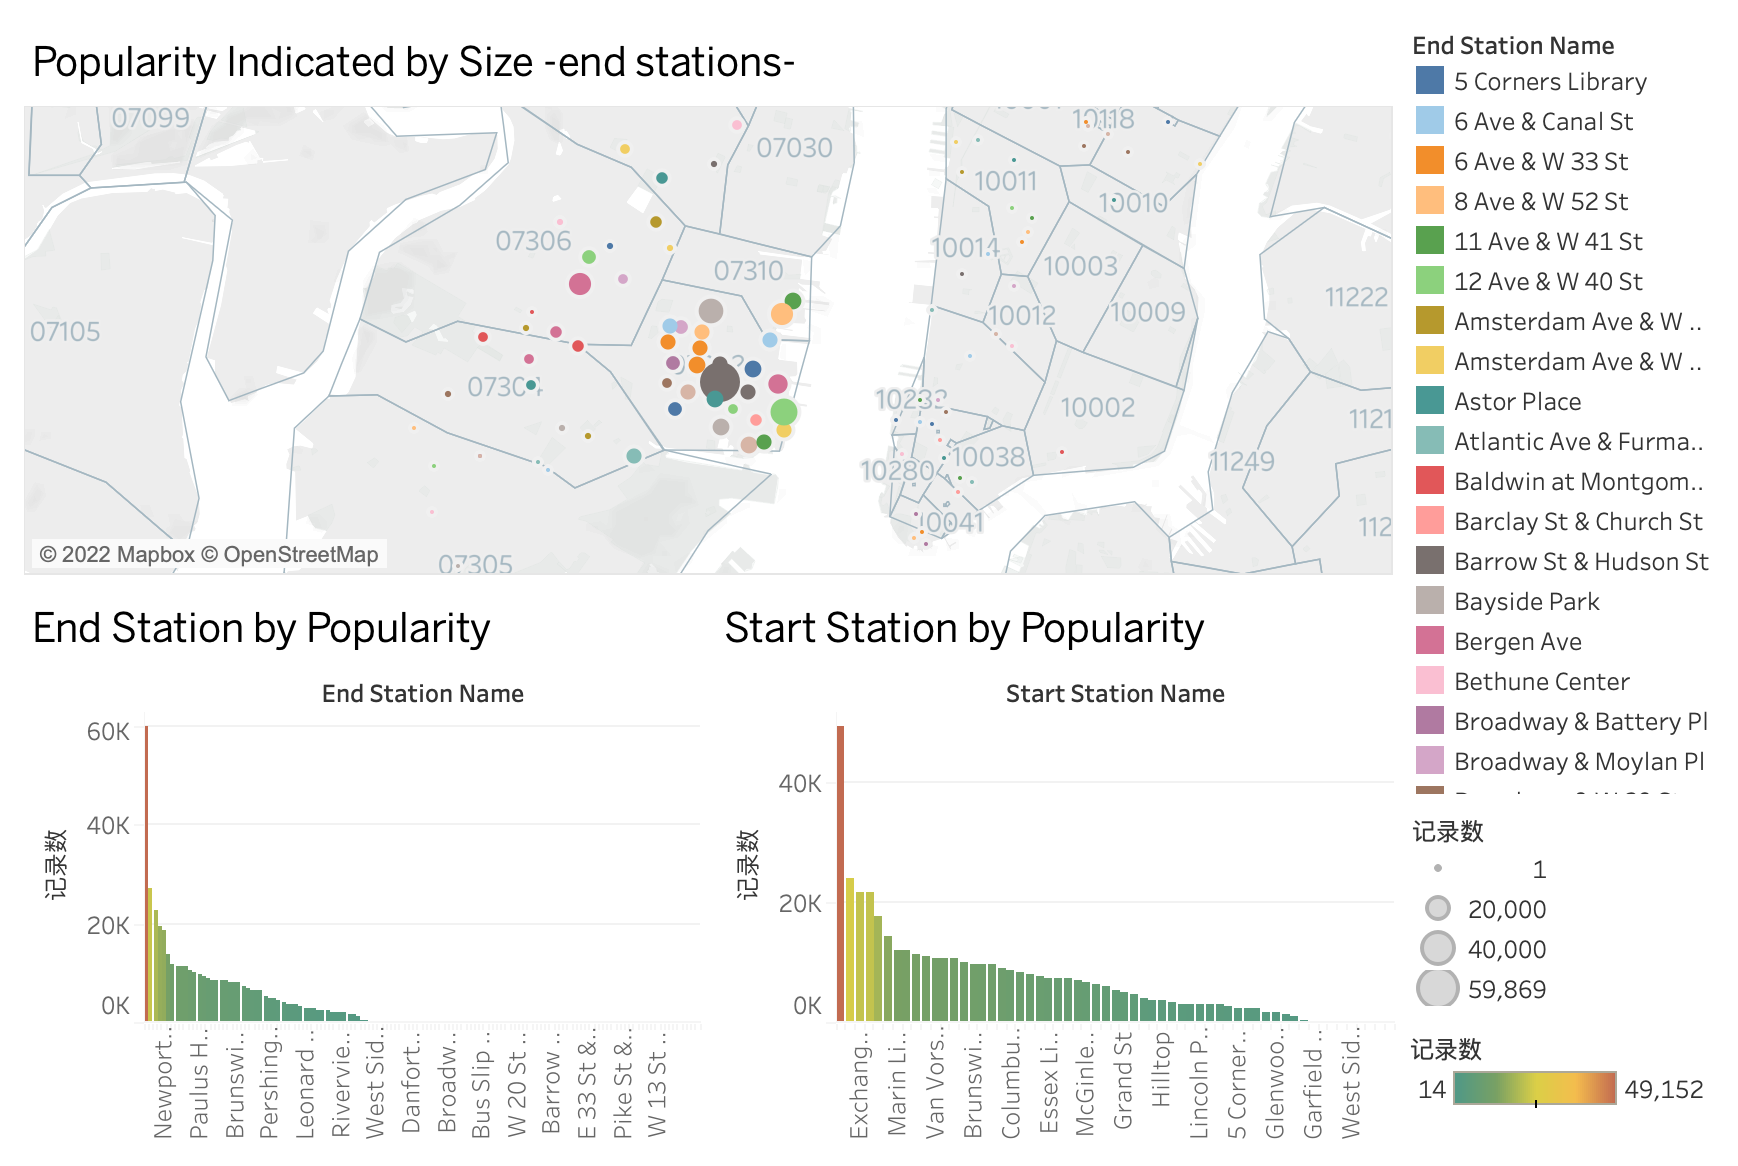 Popularity Indicated by Size -end stations-
07099
07030
10118
10011
10010
07306
10014
07310
10003
11222
07105
10012
10009
07304
10002
11249
10038
10280
0041
07305
© 2022 Mapbox © OpenStreetMap
End Station Name
5 Corners Library
6 Ave & Canal St
6 Ave & W 33 St
8 Ave & W 52 St
11 Ave & W 41 St
12 Ave & W 40 St
Amsterdam Ave & W ..
Amsterdam Ave & W ..
Astor Place
Atlantic Ave & Furma..
Baldwin at Montgom..
Barclay St & Church St
Barrow St & Hudson St
Bayside Park
Bergen Ave
Bethune Center
Broadway & Battery Pl
Broadway & Moylan Pl
记录数
1
20,000
40,000
59,869
记录数
14
49,152
End Station by Popularity
End Station Name
60K
40K
20K
0K
记录数
Newport..
Paulus H..
Brunswi..
Pershing..
Leonard ..
Rivervie..
West Sid..
Danfort..
Broadw..
Bus Slip ..
W 20 St ..
Barrow ..
E 33 St &..
Pike St &..
W 13 St ..
Start Station by Popularity
Start Station Name
40K
20K
0K
记录数
Exchang..
Marin Li..
Van Vors..
Brunswi..
Columbu..
Essex Li..
McGinle..
Grand St
Hilltop
Lincoln P..
5 Corner..
Glenwoo..
Garfield ..
West Sid..